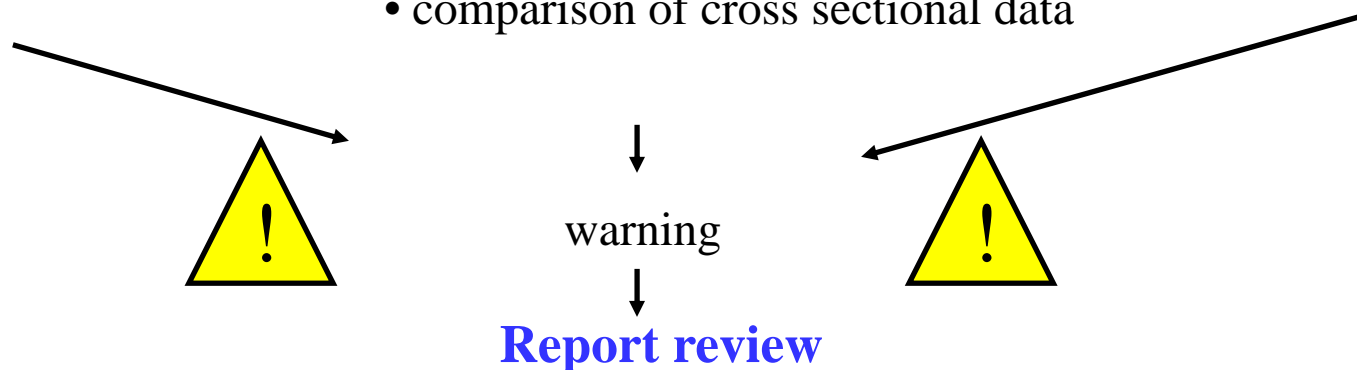 • comparison of cross sectional data
! warning !
Report review